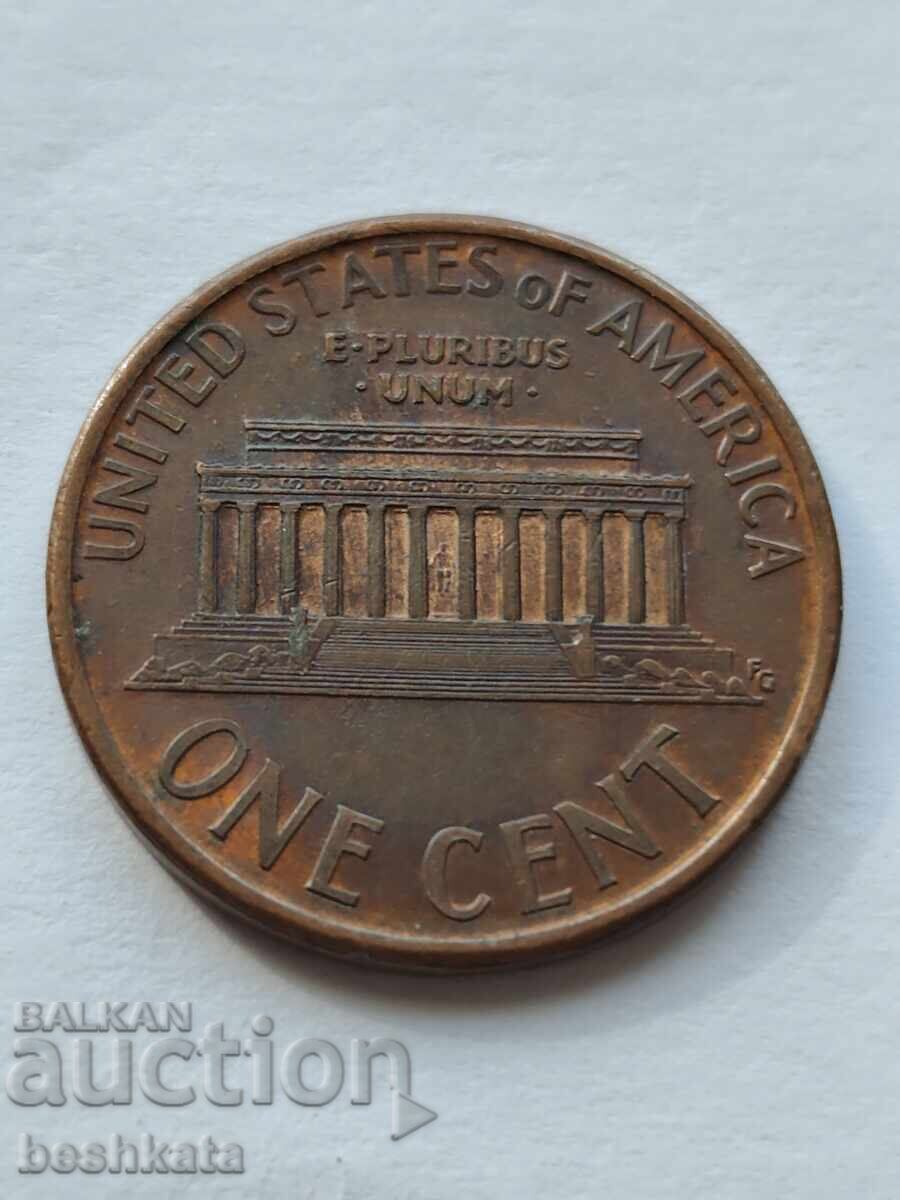 UNITED STATES oF AMERICA
E·PLURIBUS
·UNUM·
FG
ONE CENT
BALKAN
auction
beshkata